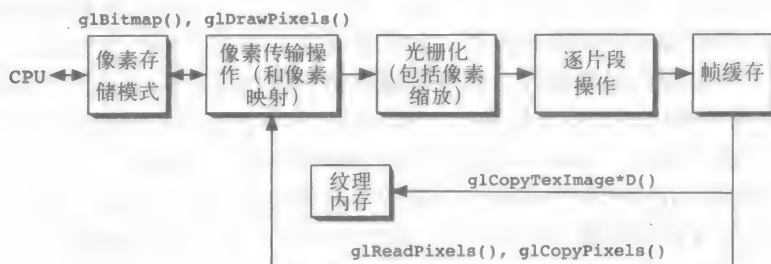 glBitmap(), glDrawPixels()
CPU
像素存
储模式
像素传输操
作（和像素
映射）
光栅化
(包括像素
缩放)
逐片段
操作
帧缓存
纹理
内存
glCopyTexImage*D()
glReadPixels(), glCopyPixels()